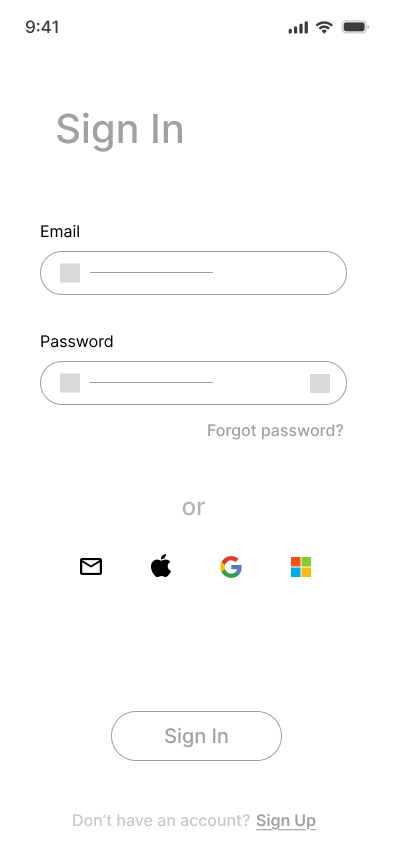 9:41
Sign In
Email
Password
Forgot password?
or
Sign In
Don’t have an account? Sign Up